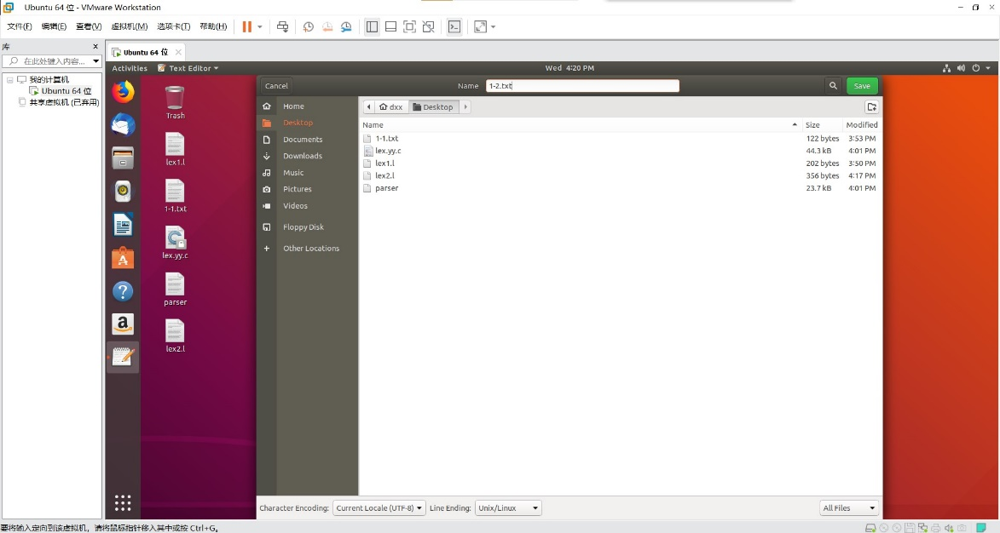 Ubuntu 64 位 - VMware Workstation
文件(F) 编辑(E) 查看(V) 虚拟机(M) 选项卡(T) 帮助(H)
库
在此处键入内容...
我的计算机
Ubuntu 64 位
共享虚拟机 (已弃用)
Ubuntu 64 位
Activities Text Editor Wed 4:20 PM
Trash
lex1.l
1-1.txt
lex.yy.c
parser
lex2.l
Cancel Name 1-2.txt Save
Home
Desktop
Documents
Downloads
Music
Pictures
Videos
Floppy Disk
Other Locations
dxx Desktop
Name Size Modified
1-1.txt 122 bytes 3:53 PM
lex.yy.c 44.3 kB 4:01 PM
lex1.l 202 bytes 3:50 PM
lex2.l 356 bytes 4:17 PM
parser 23.7 kB 4:01 PM
Character Encoding: Current Locale (UTF-8) Line Ending: Unix/Linux All Files
要将输入定向到该虚拟机，请将鼠标指针移入其中或按 Ctrl+G。